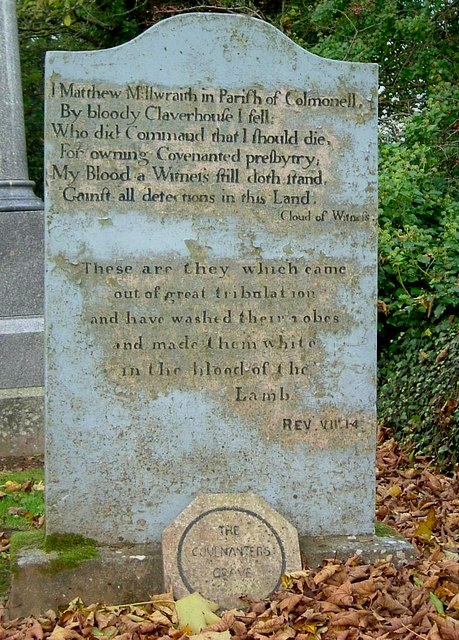 I Matthew Mc.Ilwraith in Parish of Colmonell,
By bloody Claverhouse I fell;
Who did Command that I should die,
For owning Covenanted presbytry;
My Blood a Witness still doth stand,
Gainst all defections in this Land.
Cloud of Witness
These are they which came
out of great tribulation
and have washed their robes
and made them white
in the blood of the
Lamb
REV. VII. 14
THE
COVENANTERS
GRAVE